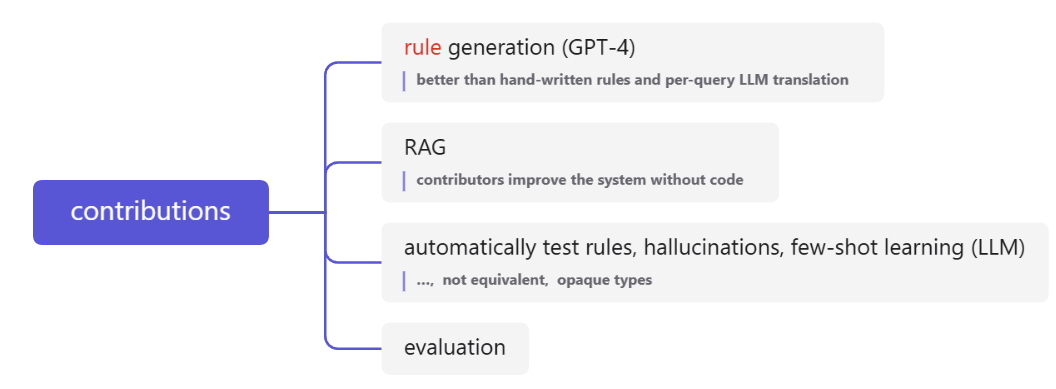 rule generation (GPT-4)
better than hand-written rules and per-query LLM translation
RAG
contributors improve the system without code
contributions
automatically test rules, hallucinations, few-shot learning (LLM)
..., not equivalent, opaque types
evaluation